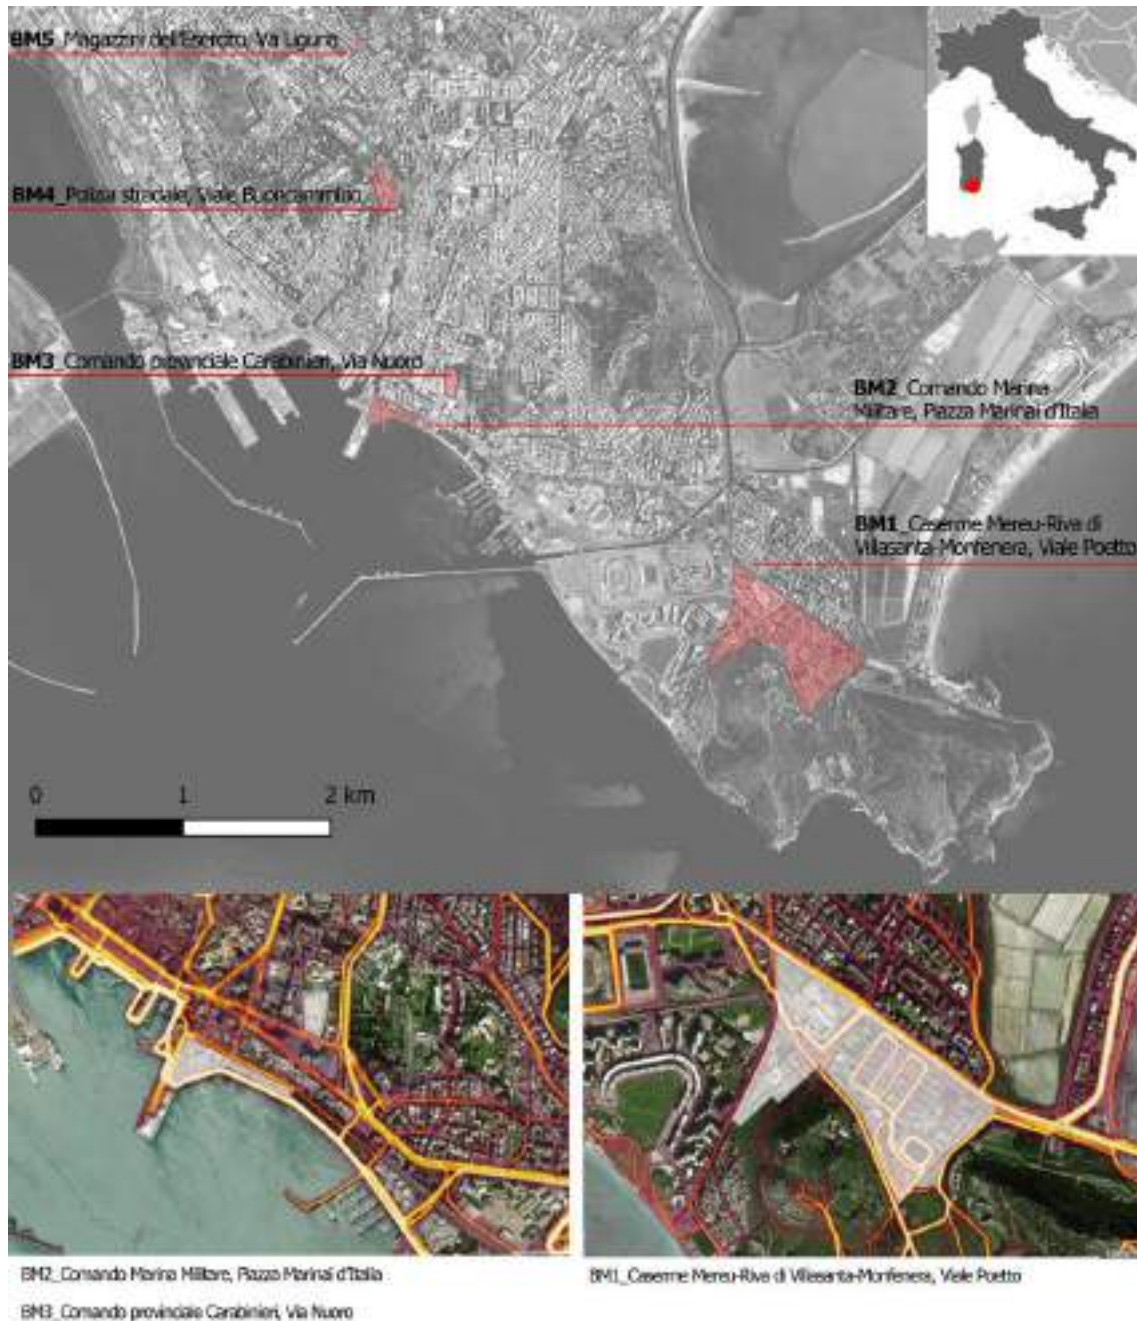 BM5_Magazzini dell'Esercito, Via Liguria
BM4_Polizia stradale, Viale Buoncammino
BM3_Comando provinciale Carabinieri, Via Nuoro
BM2_Comando Marina
Militare, Piazza Marinai d'Italia
BM1_Caserme Mereu-Riva di
Villasanta-Monfenera, Viale Poetto
0 1 2 km
BM2_Comando Marina Militare, Piazza Marinai d'Italia
BM1_Caserme Mereu-Riva di Villasanta-Monfenera, Viale Poetto
BM3_Comando provinciale Carabinieri, Via Nuoro